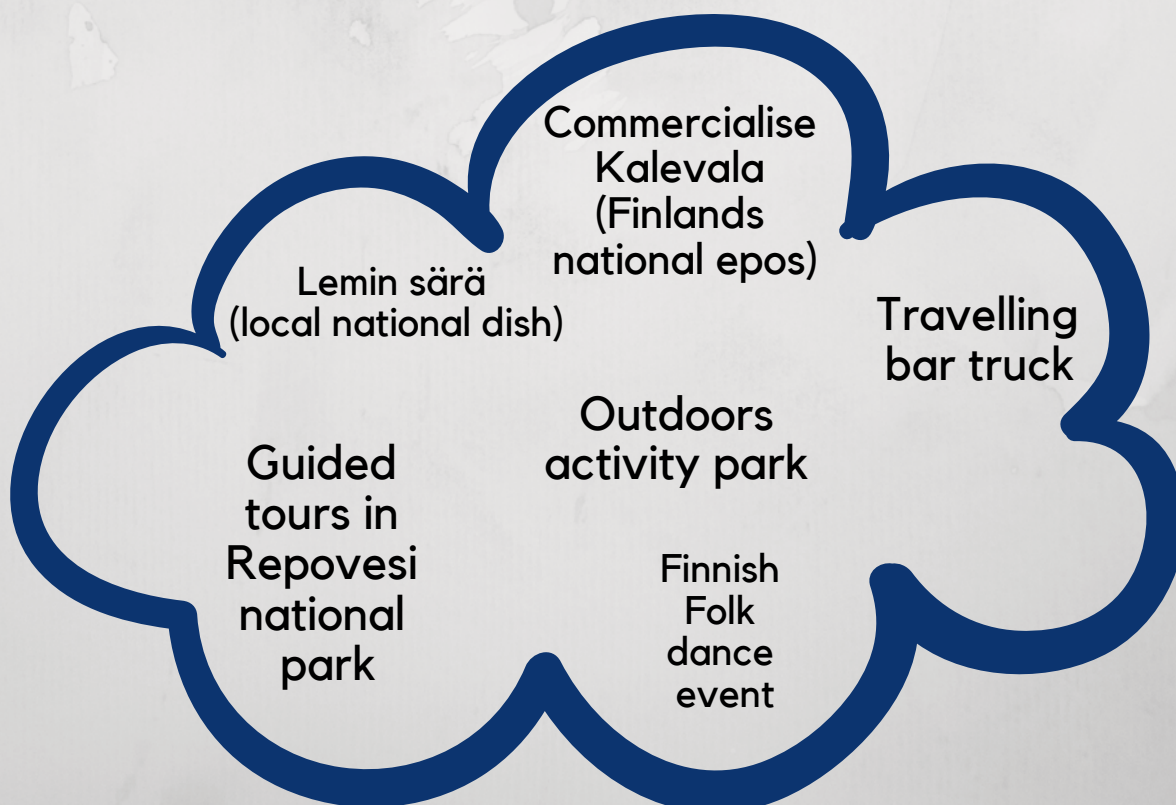 Commercialise
Kalevala
(Finlands
national epos)
Lemin särä
(local national dish)
Travelling
bar truck
Outdoors
activity park
Guided
tours in
Repovesi
national
park
Finnish
Folk
dance
event